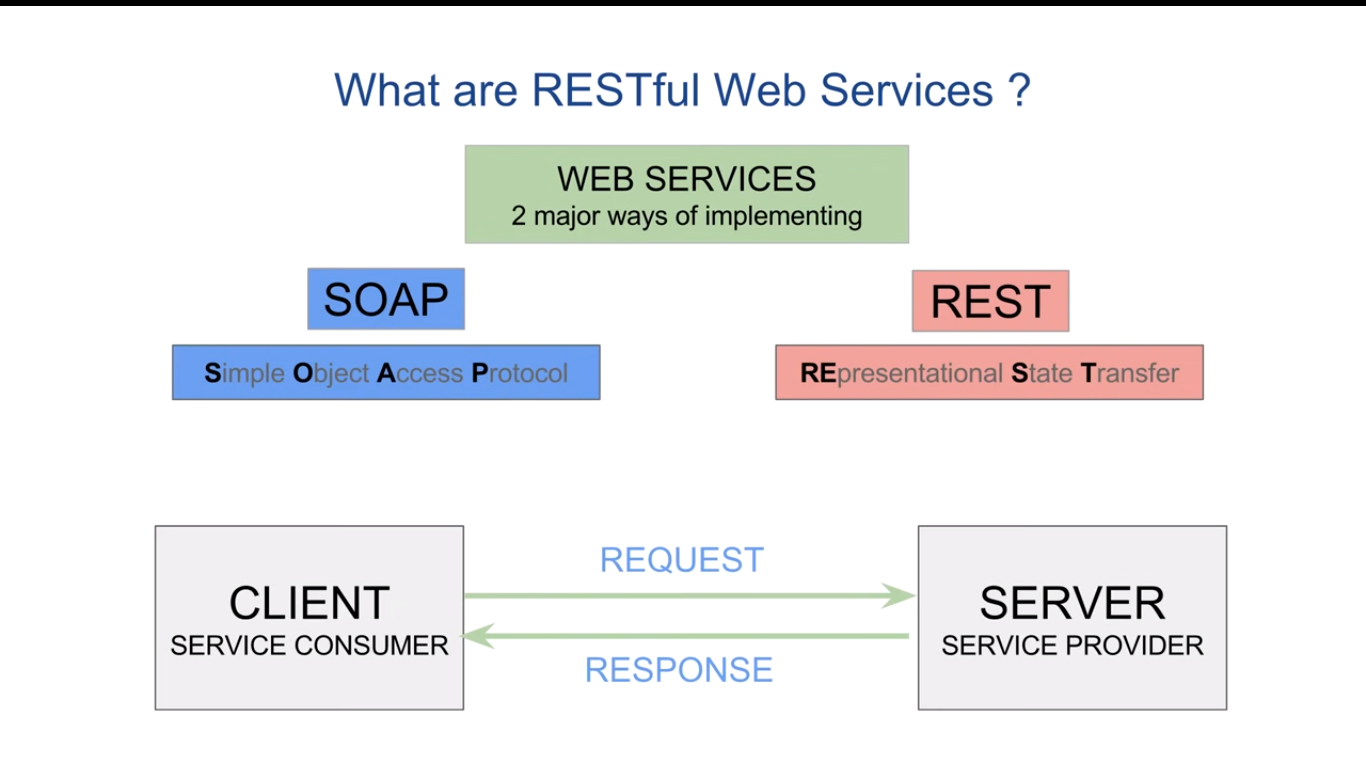 What are RESTful Web Services ?
WEB SERVICES
2 major ways of implementing
SOAP
REST
Simple Object Access Protocol
REpresentational State Transfer
REQUEST
CLIENT
SERVICE CONSUMER
SERVER
SERVICE PROVIDER
RESPONSE